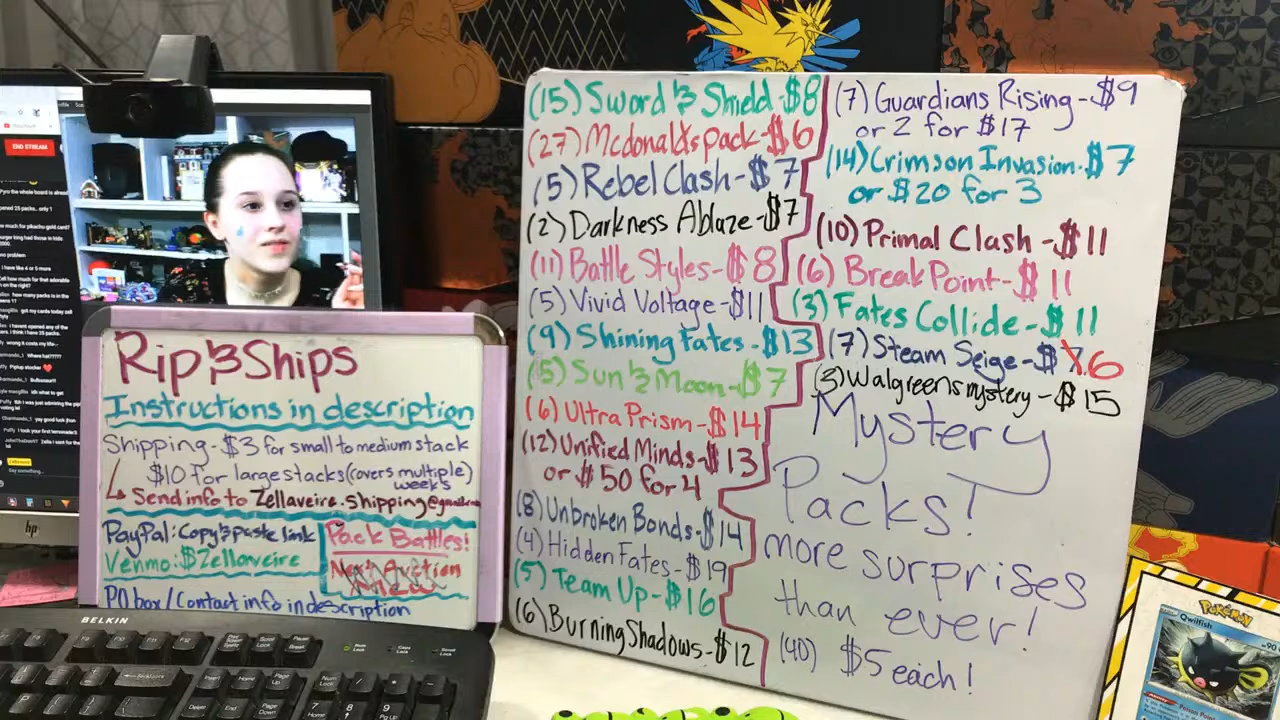 END STREAM
Rip & Ships
Instructions in description
Shipping - $3 for small to medium stack
$10 for large stacks (covers multiple weeks)
Send info to Zellaveire.shipping@gmail.com
PayPal: Copy & paste link
Venmo: $Zellaveire
Pack Battles!
Next Auction
PO box / Contact info in description
hp
BELKIN
(15) Sword & Shield - $8
(27) Mcdonald's pack - $6
(5) Rebel Clash - $7
(2) Darkness Ablaze - $7
(11) Battle Styles - $8
(5) Vivid Voltage - $11
(9) Shining Fates - $13
(5) Sun & Moon - $7
(6) Ultra Prism - $14
(12) Unified Minds - $13
or $50 for 4
(8) Unbroken Bonds - $14
(4) Hidden Fates - $19
(5) Team Up - $16
(6) Burning Shadows - $12
(7) Guardians Rising - $9
or 2 for $17
(14) Crimson Invasion - $7
or $20 for 3
(10) Primal Clash - $11
(6) Break Point - $11
(3) Fates Collide - $11
(7) Steam Seige - $7 6
(3) Walgreens mystery - $15
Mystery
Packs!
more surprises
than ever!
(40) $5 each!
Pokémon
Qwilfish